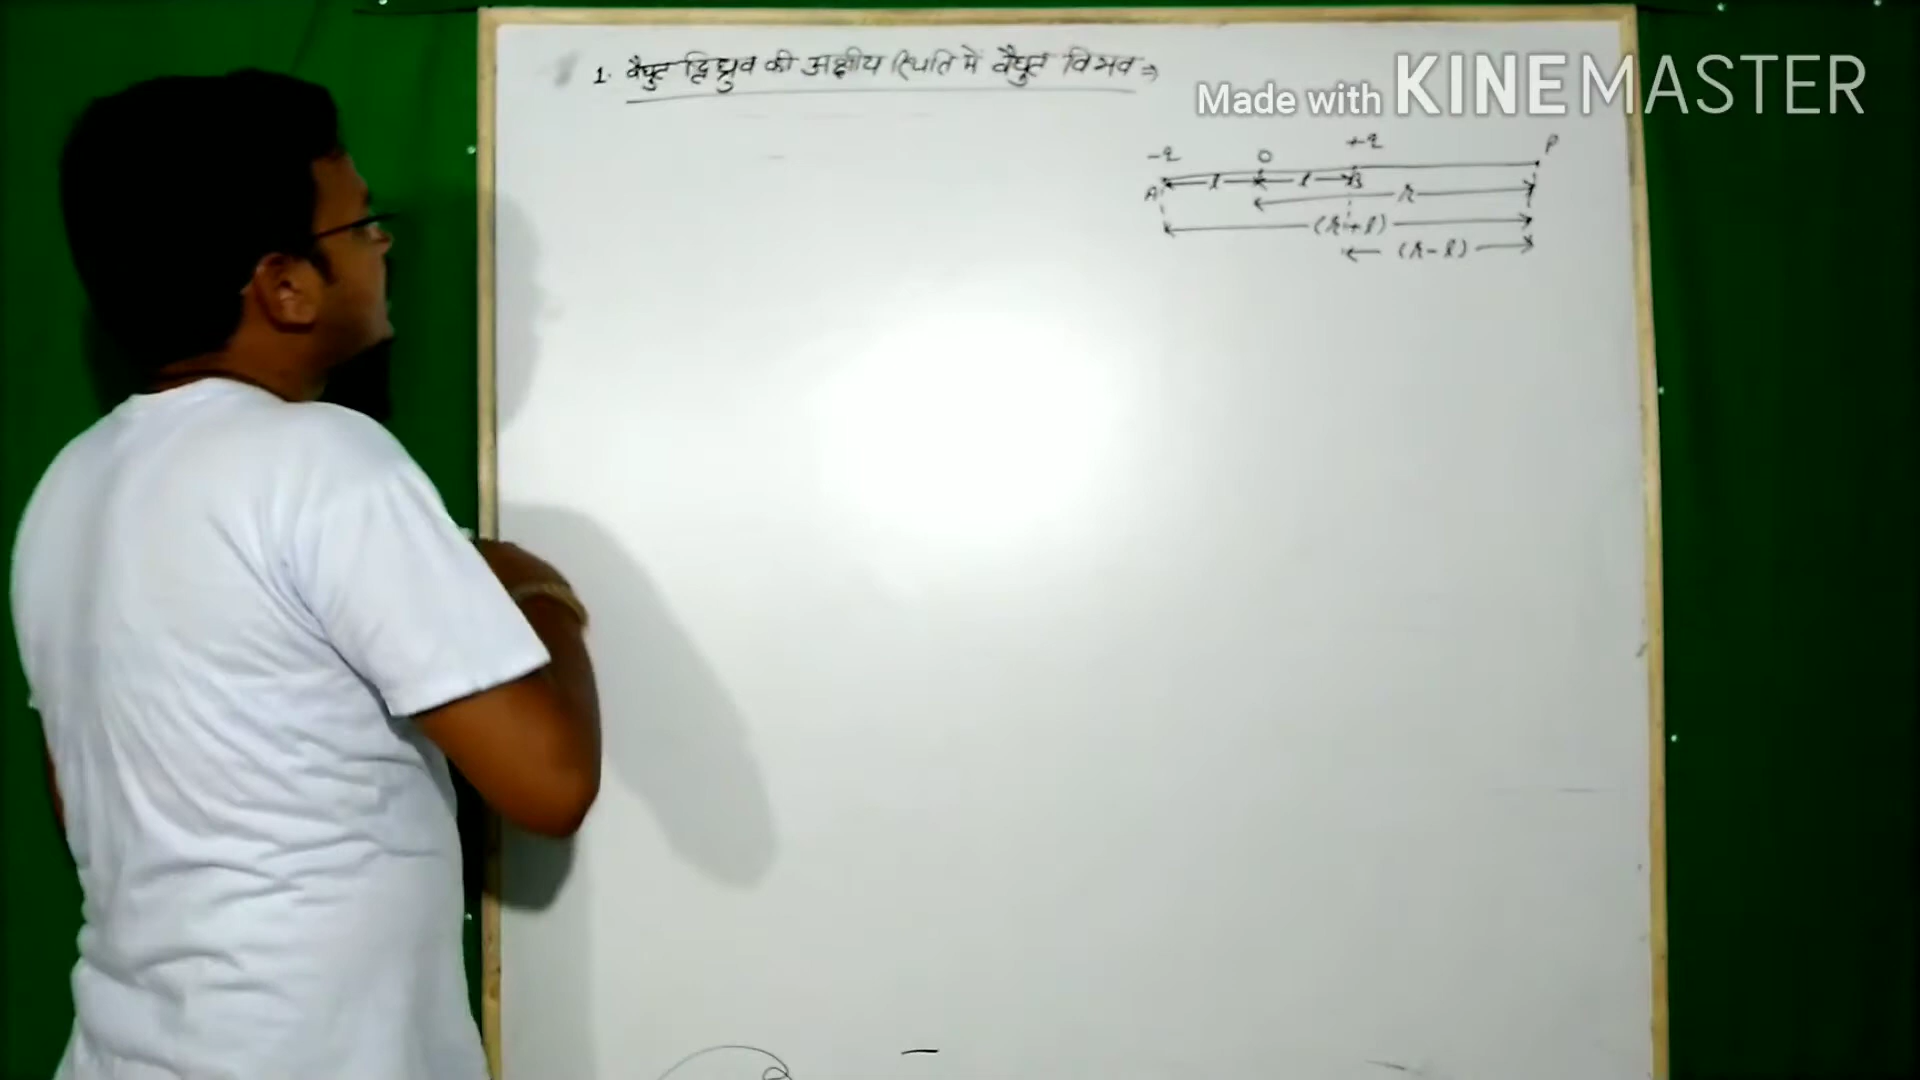 1. वैद्युत द्विध्रुव की अक्षीय स्थिति में वैद्युत विभव ⇒
Made with KINEMASTER
-q O +q P
A l l B
r
(r+l)
(r-l)